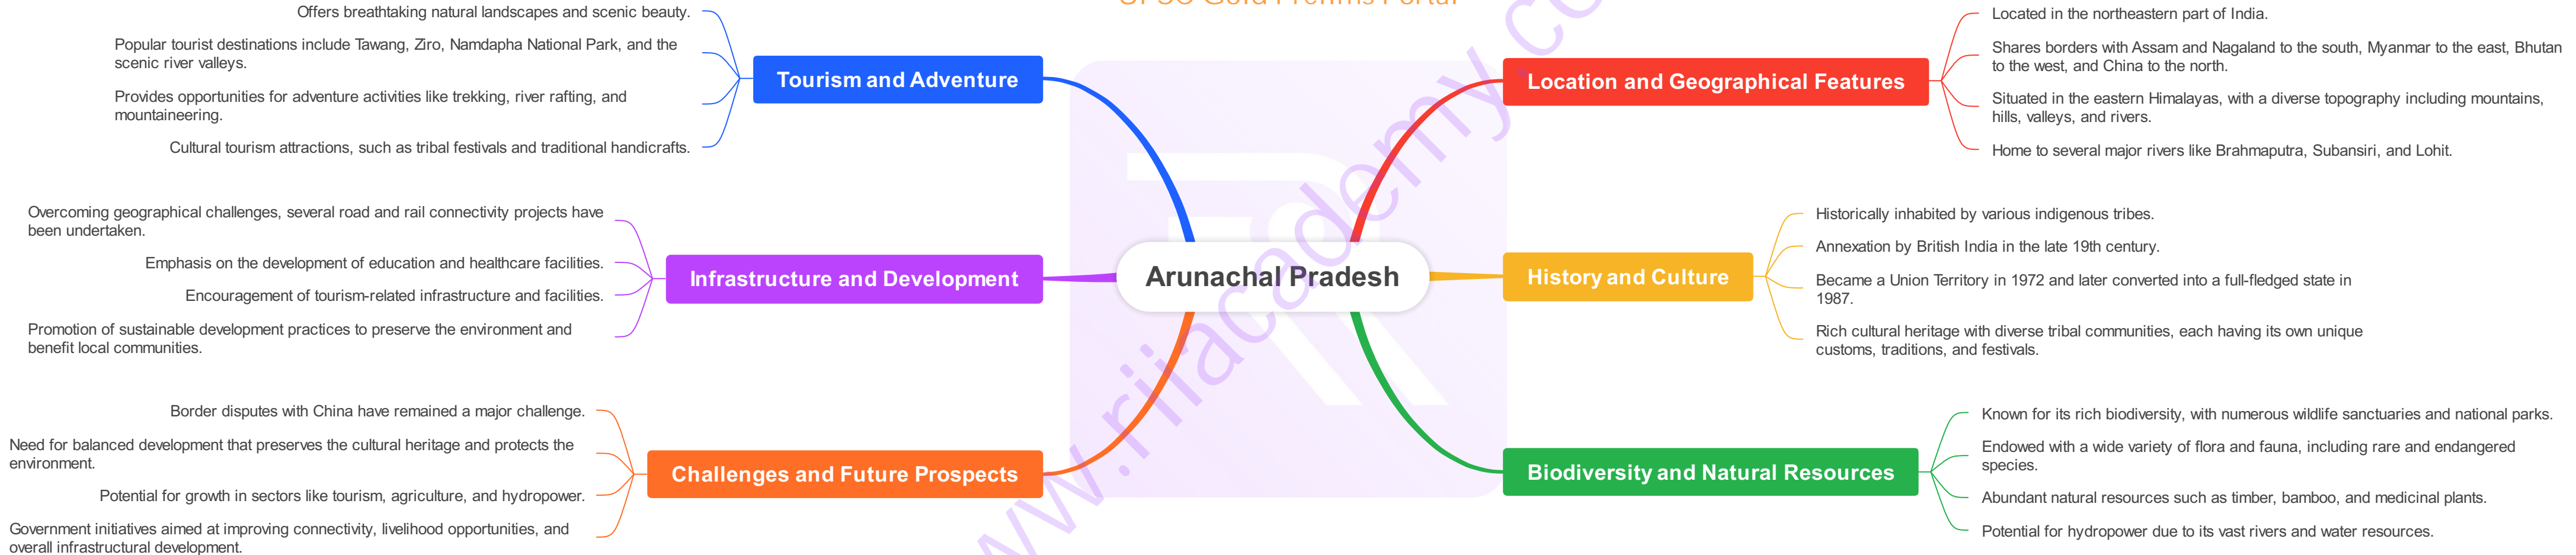 UPSC Gold Prelims Portal
Offers breathtaking natural landscapes and scenic beauty.
Popular tourist destinations include Tawang, Ziro, Namdapha National Park, and the
scenic river valleys.
Provides opportunities for adventure activities like trekking, river rafting, and
mountaineering.
Cultural tourism attractions, such as tribal festivals and traditional handicrafts.
Tourism and Adventure
Overcoming geographical challenges, several road and rail connectivity projects have
been undertaken.
Emphasis on the development of education and healthcare facilities.
Encouragement of tourism-related infrastructure and facilities.
Promotion of sustainable development practices to preserve the environment and
benefit local communities.
Infrastructure and Development
Border disputes with China have remained a major challenge.
Need for balanced development that preserves the cultural heritage and protects the
environment.
Potential for growth in sectors like tourism, agriculture, and hydropower.
Government initiatives aimed at improving connectivity, livelihood opportunities, and
overall infrastructural development.
Challenges and Future Prospects
Arunachal Pradesh
Location and Geographical Features
Located in the northeastern part of India.
Shares borders with Assam and Nagaland to the south, Myanmar to the east, Bhutan
to the west, and China to the north.
Situated in the eastern Himalayas, with a diverse topography including mountains,
hills, valleys, and rivers.
Home to several major rivers like Brahmaputra, Subansiri, and Lohit.
History and Culture
Historically inhabited by various indigenous tribes.
Annexation by British India in the late 19th century.
Became a Union Territory in 1972 and later converted into a full-fledged state in
1987.
Rich cultural heritage with diverse tribal communities, each having its own unique
customs, traditions, and festivals.
Biodiversity and Natural Resources
Known for its rich biodiversity, with numerous wildlife sanctuaries and national parks.
Endowed with a wide variety of flora and fauna, including rare and endangered
species.
Abundant natural resources such as timber, bamboo, and medicinal plants.
Potential for hydropower due to its vast rivers and water resources.